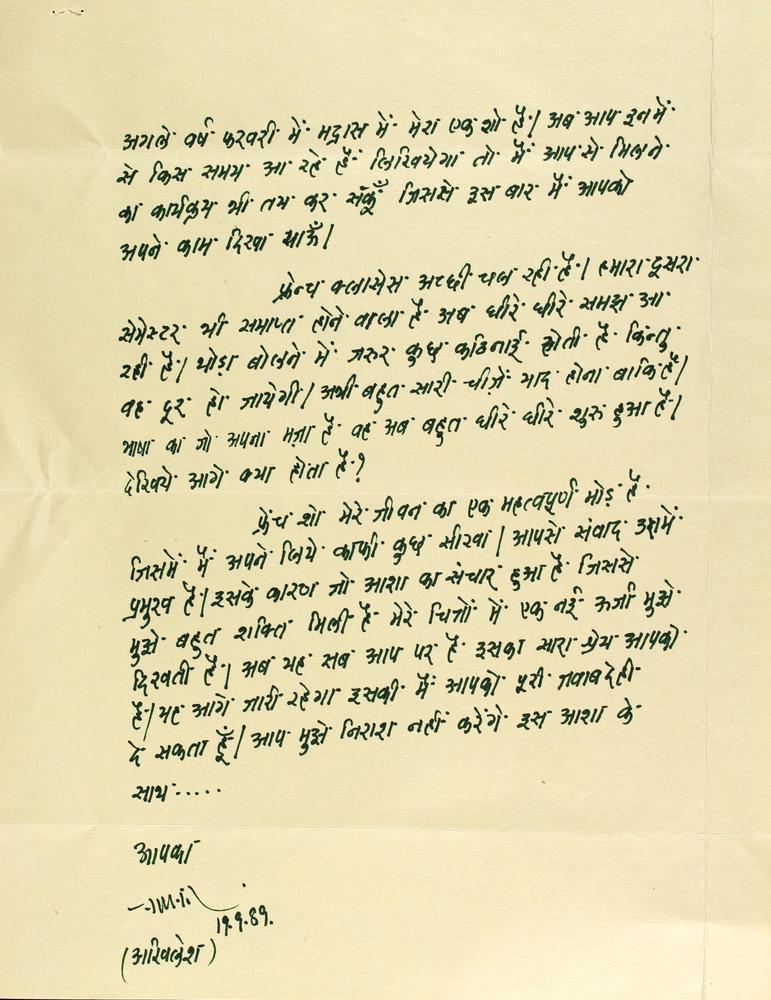 अगले वर्ष फरवरी में मद्रास में मेरा एक शो है। अब आप इनमें
से किस समय आ रहे हैं लिखियेगा तो मैं आपसे मिलने
का कार्यक्रम भी तय कर सकूँ जिससे इस बार मैं आपको
अपने काम दिखा पाऊँ।
फ्रेन्च क्लासेस अच्छी चल रही है। हमारा दूसरा
सेमेस्टर भी समाप्त होने वाला है अब धीरे धीरे समझ आ
रही है। थोड़ा बोलने में जरुर कुछ कठिनाई होती है किन्तु
वह दूर हो जायेगी। अभी बहुत सारी चीज़ें याद होना बाकि है।
भाषा का जो अपना मज़ा है वह अब बहुत धीरे धीरे शुरु हुआ है।
देखिये आगे क्या होता है?
फ्रेंच शो मेरे जीवन का एक महत्वपूर्ण मोड़ है
जिसमें मैं अपने लिये काफी कुछ सीखा। आपसे संवाद उसमें
प्रमुख है। इसके कारण जो आशा का संचार हुआ है जिससे
मुझे बहुत शक्ति मिली है मेरे चित्रों में एक नई ऊर्जा मुझे
दिखती है। अब यह सब आप पर है इसका सारा श्रेय आपको
है। यह आगे जारी रहेगा इसकी मैं आपको पूरी जवाबदेही
दे सकता हूँ। आप मुझे निराश नहीं करेंगे इस आशा के
साथ.....
आपका
19.9.89.
(अखिलेश)